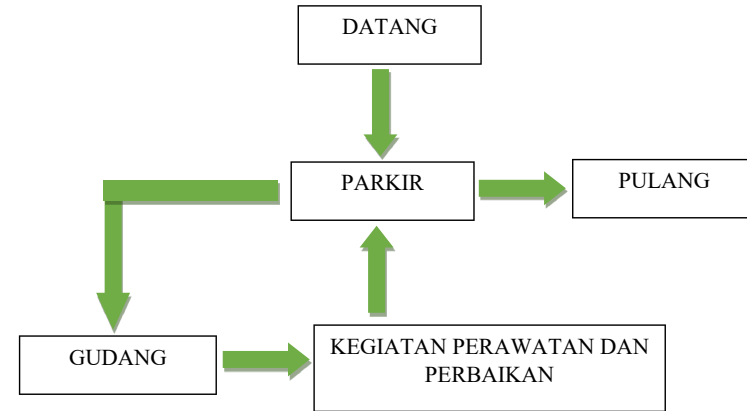 DATANG
PARKIR
PULANG
GUDANG
KEGIATAN PERAWATAN DAN
PERBAIKAN